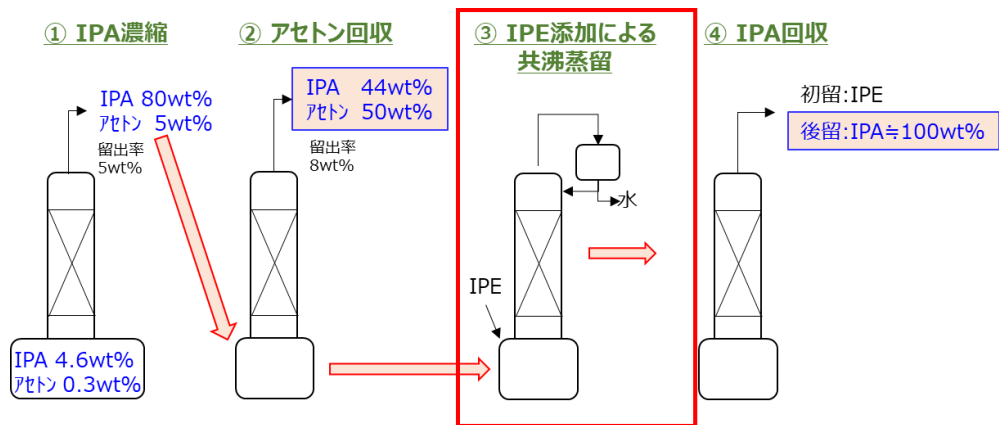 ① IPA濃縮
IPA 80wt%
ｱｾﾄﾝ 5wt%
留出率
5wt%
IPA 4.6wt%
ｱｾﾄﾝ 0.3wt%
② アセトン回収
IPA 44wt%
ｱｾﾄﾝ 50wt%
留出率
8wt%
③ IPE添加による
共沸蒸留
水
IPE
④ IPA回収
初留:IPE
後留:IPA≒100wt%